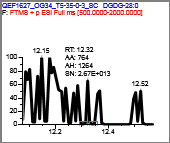 QEF1627_OG34_T5-35-0-3_SC DGDG-28:0
F: FTMS + p ESI Full ms [500.0000-2000.0000]
12.15
RT: 12.32
AA: 764
AH: 1264
SN: 2.67E+013
12.52
100
80
60
40
20
0
12.2
12.4